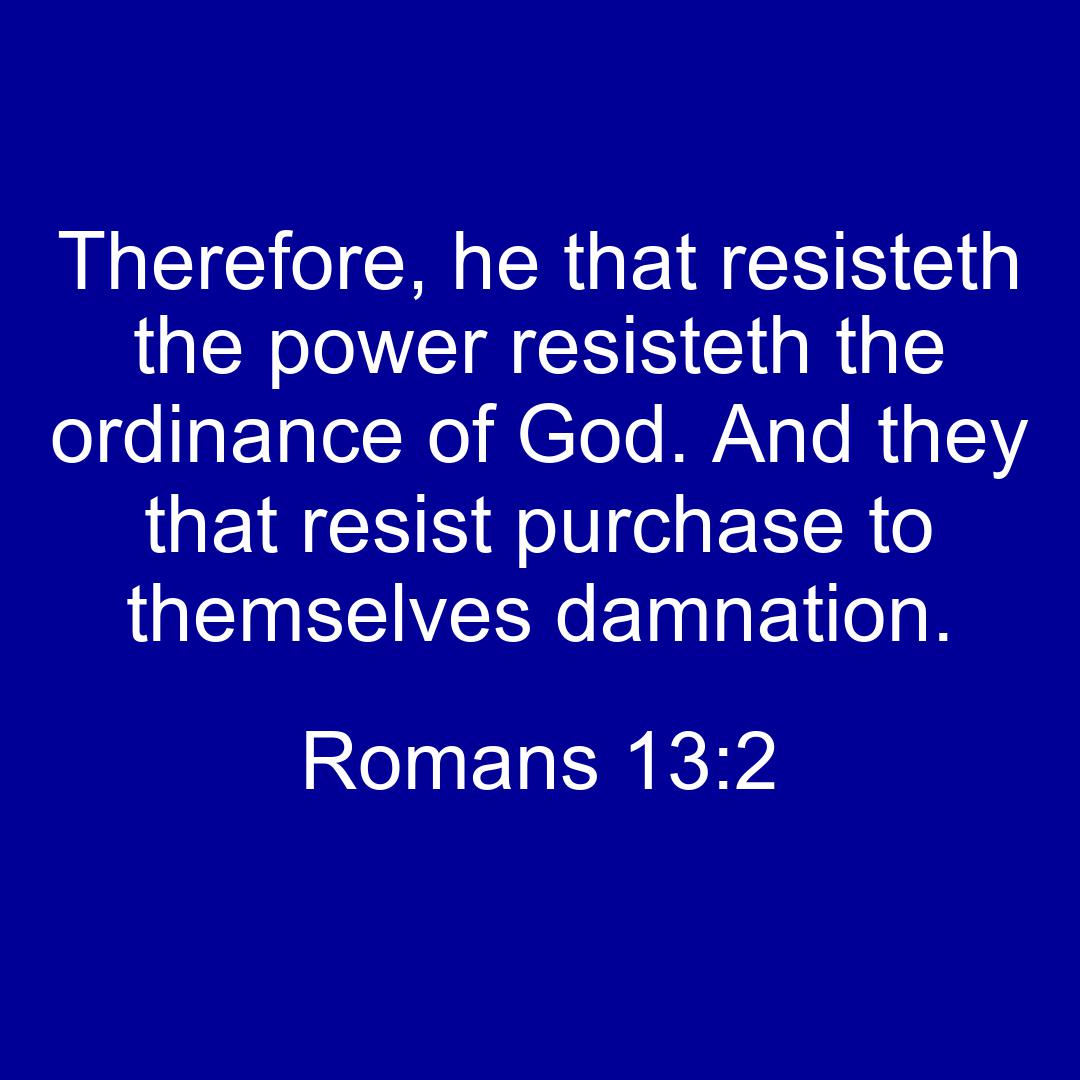 Therefore, he that resisteth
the power resisteth the
ordinance of God. And they
that resist purchase to
themselves damnation.
Romans 13:2